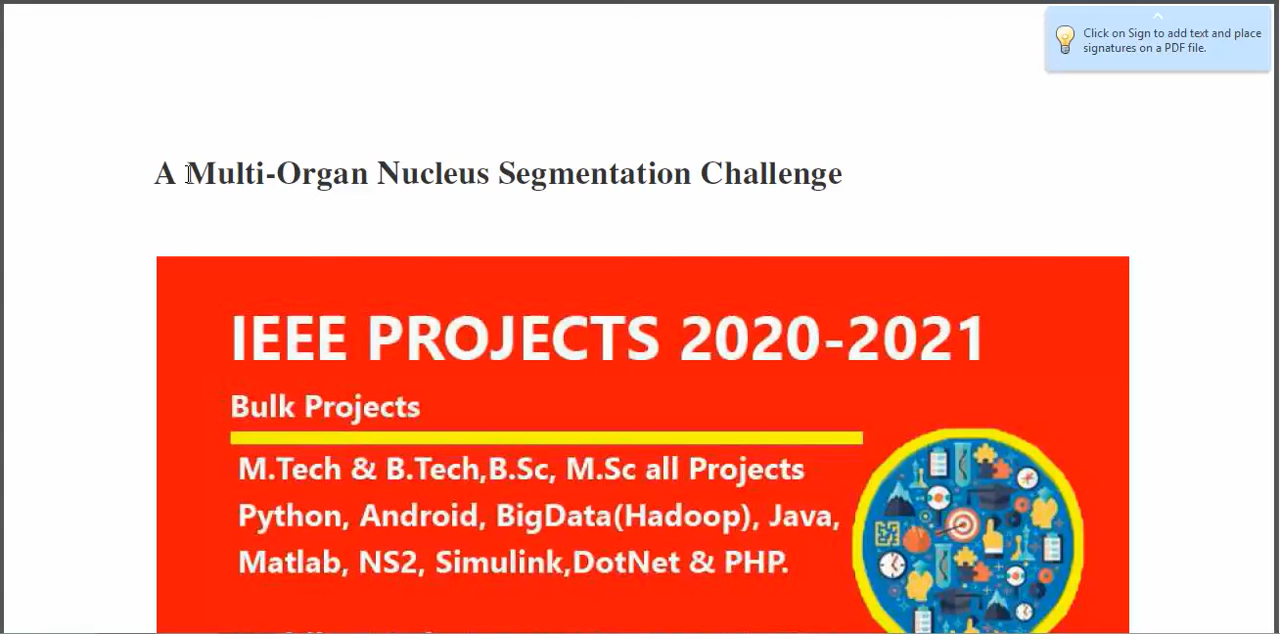 Click on Sign to add text and place
signatures on a PDF file.
A Multi-Organ Nucleus Segmentation Challenge
IEEE PROJECTS 2020-2021
Bulk Projects
M.Tech & B.Tech,B.Sc, M.Sc all Projects
Python, Android, BigData(Hadoop), Java,
Matlab, NS2, Simulink,DotNet & PHP.